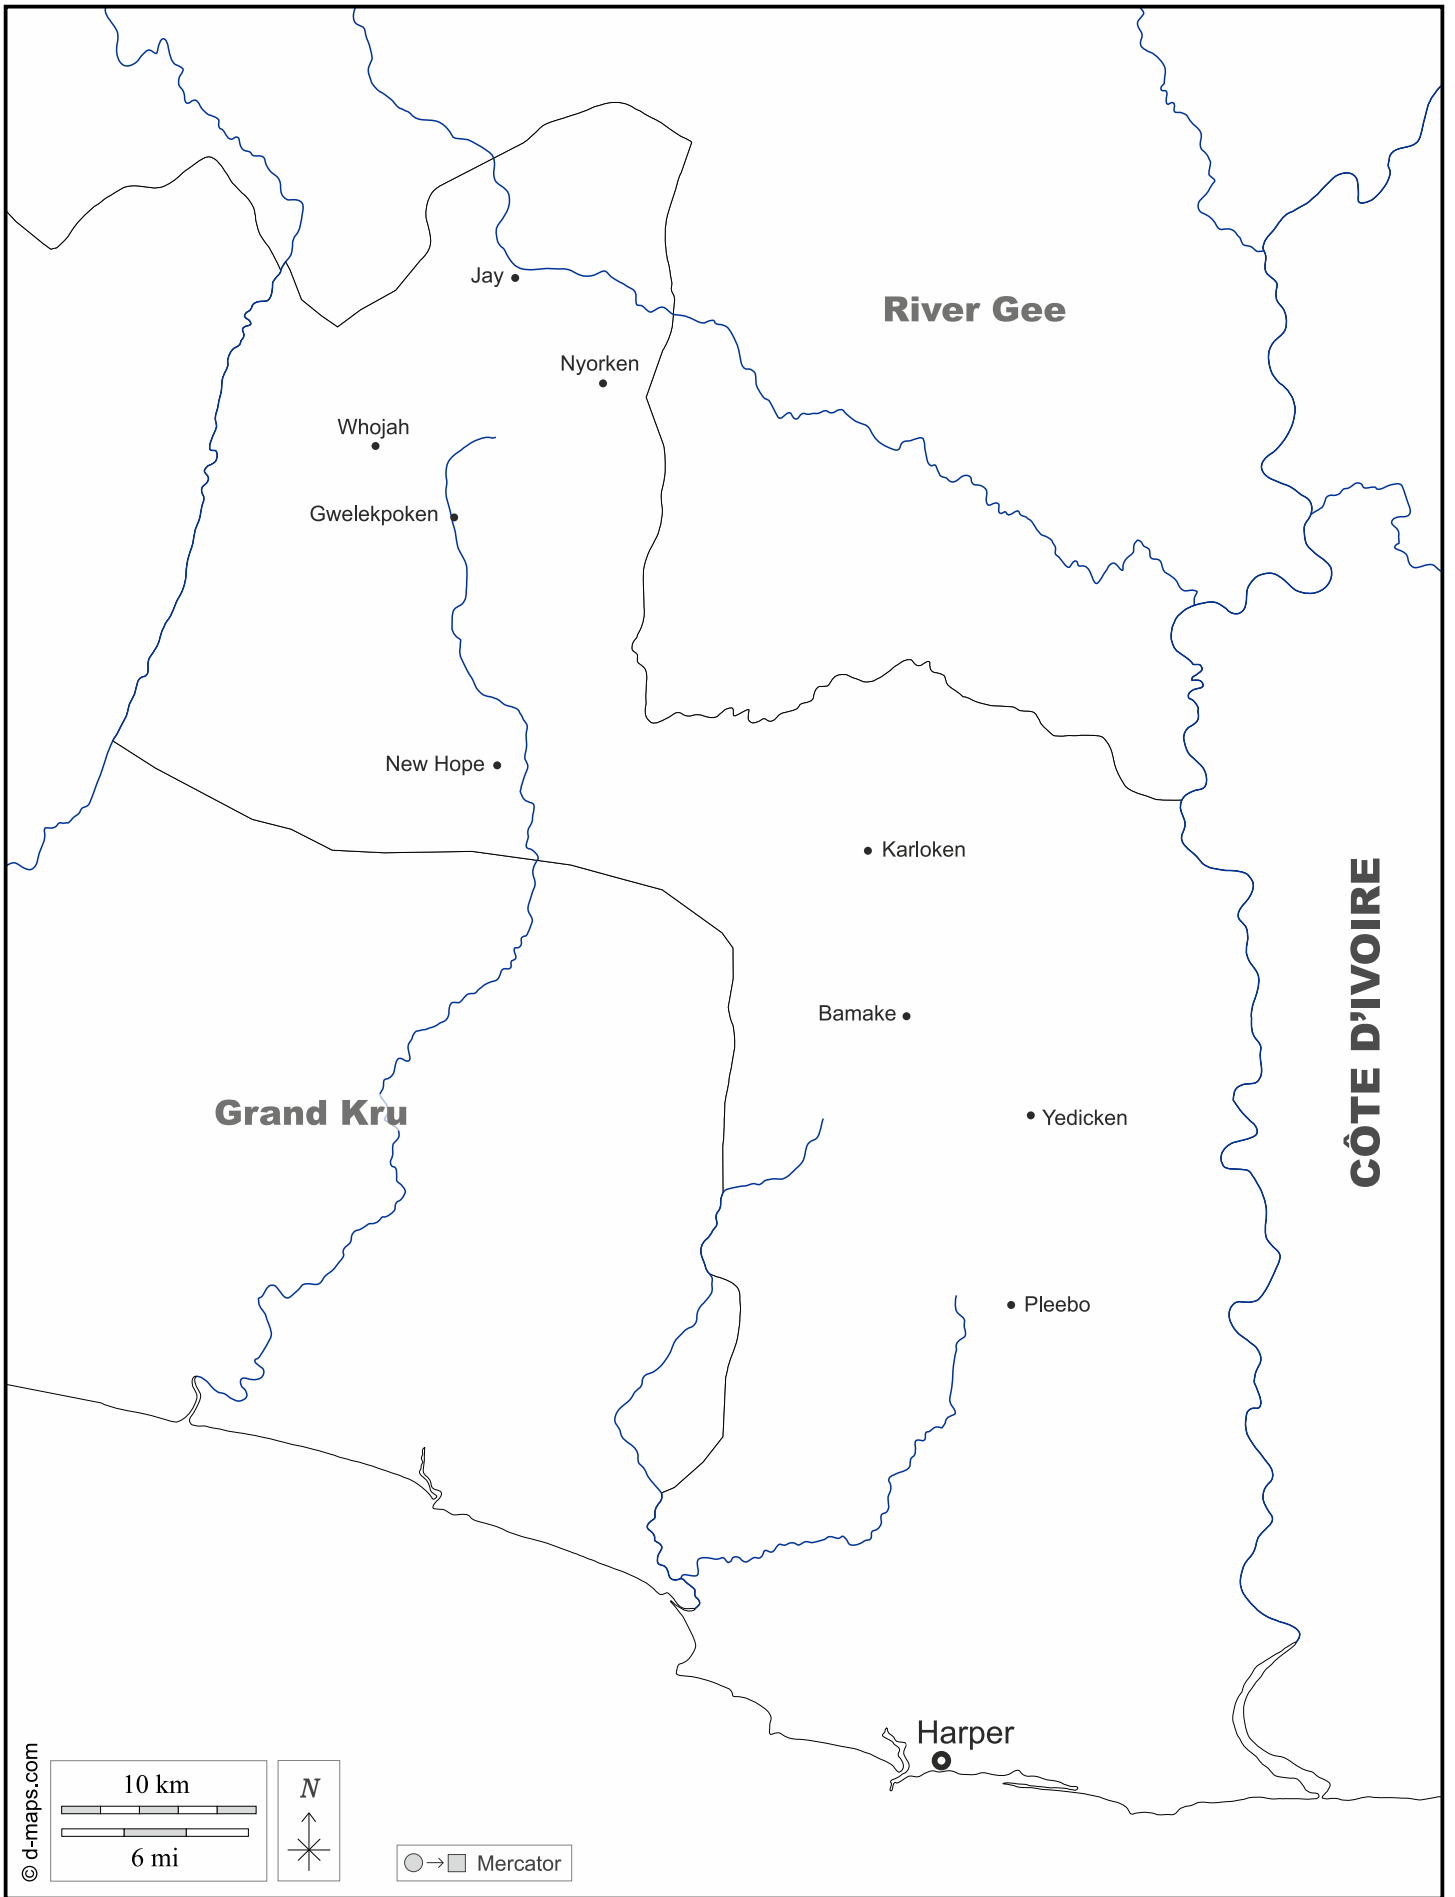 Jay
River Gee
Nyorken
Whojah
Gwelekpoken
New Hope
Karloken
CÔTE D'IVOIRE
Bamake
Grand Kru
Yedicken
Pleebo
Harper
© d-maps.com
10 km
6 mi
N
Mercator